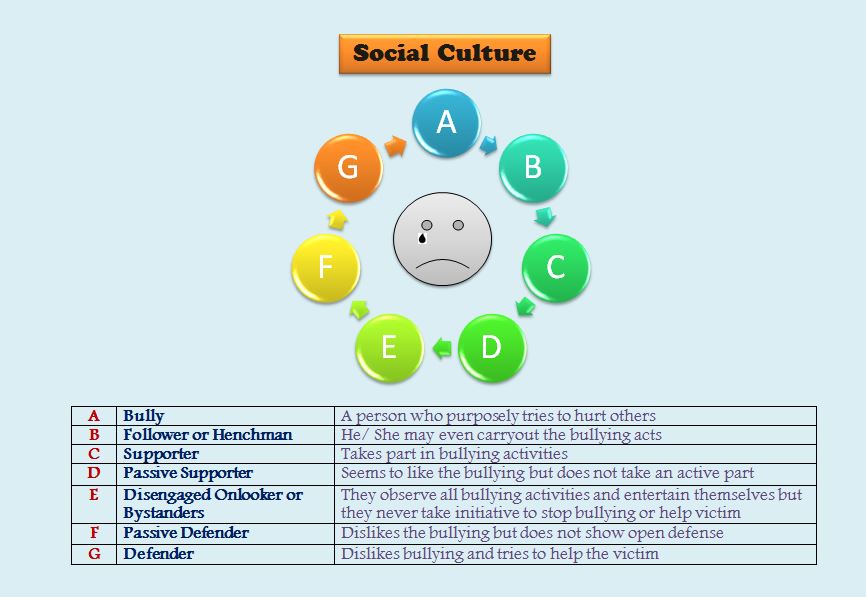 Social Culture
A
B
C
D
E
F
G
A Bully A person who purposely tries to hurt others
B Follower or Henchman He/ She may even carryout the bullying acts
C Supporter Takes part in bullying activities
D Passive Supporter Seems to like the bullying but does not take an active part
E Disengaged Onlooker or They observe all bullying activities and entertain themselves but
Bystanders they never take initiative to stop bullying or help victim
F Passive Defender Dislikes the bullying but does not show open defense
G Defender Dislikes bullying and tries to help the victim